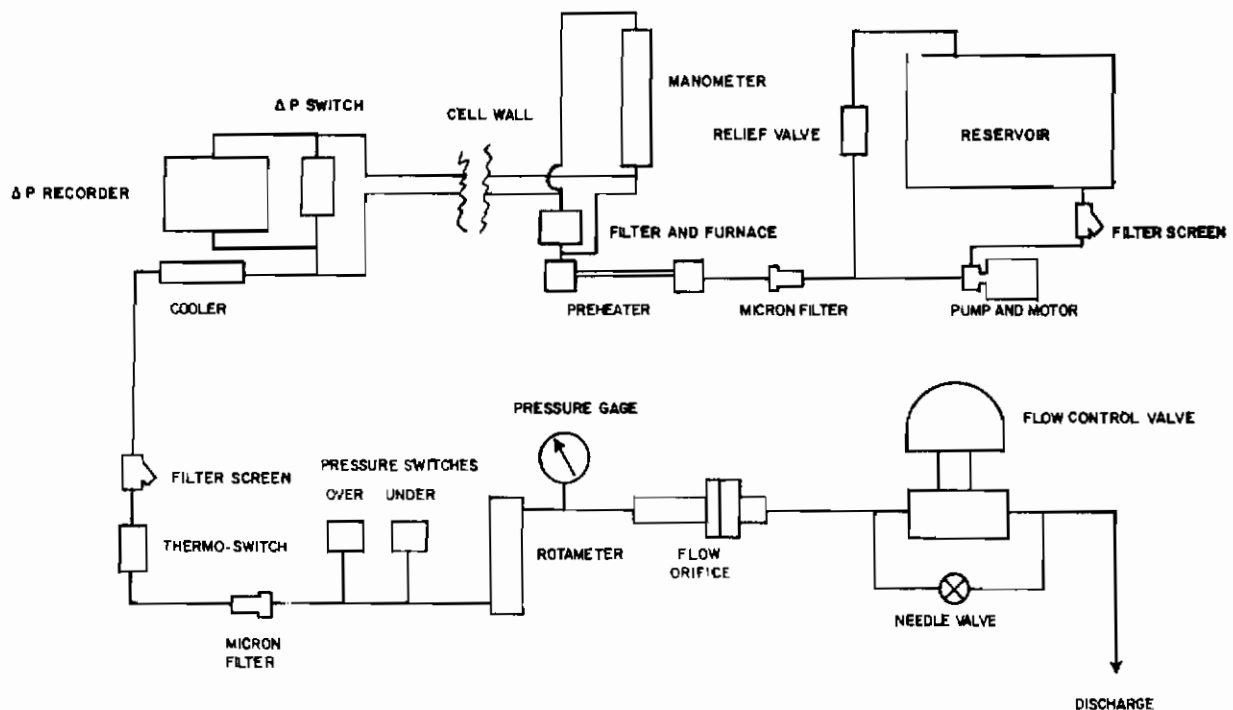 MANOMETER
Δ P SWITCH
CELL WALL
RELIEF VALVE
RESERVOIR
Δ P RECORDER
FILTER AND FURNACE
FILTER SCREEN
COOLER
PREHEATER
MICRON FILTER
PUMP AND MOTOR
PRESSURE GAGE
FLOW CONTROL VALVE
FILTER SCREEN
PRESSURE SWITCHES
OVER
UNDER
THERMO-SWITCH
ROTAMETER
FLOW
ORIFICE
NEEDLE VALVE
MICRON
FILTER
DISCHARGE